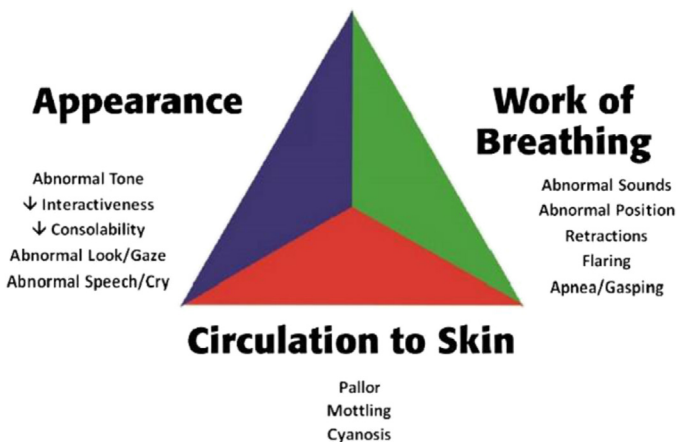 Appearance
Abnormal Tone
↓ Interactiveness
↓ Consolability
Abnormal Look/Gaze
Abnormal Speech/Cry
Work of
Breathing
Abnormal Sounds
Abnormal Position
Retractions
Flaring
Apnea/Gasping
Circulation to Skin
Pallor
Mottling
Cyanosis